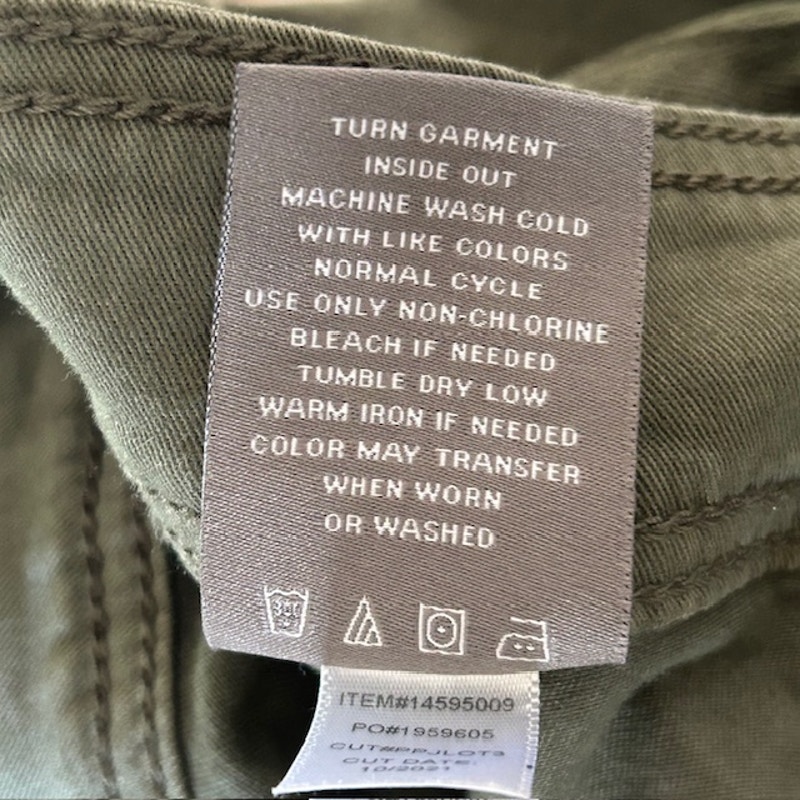 TURN GARMENT
INSIDE OUT
MACHINE WASH COLD
WITH LIKE COLORS
NORMAL CYCLE
USE ONLY NON-CHLORINE
BLEACH IF NEEDED
TUMBLE DRY LOW
WARM IRON IF NEEDED
COLOR MAY TRANSFER
WHEN WORN
OR WASHED
ITEM#14595009
PO#1959605
CUT#PPJLOT3
CUT DATE:
10/2021